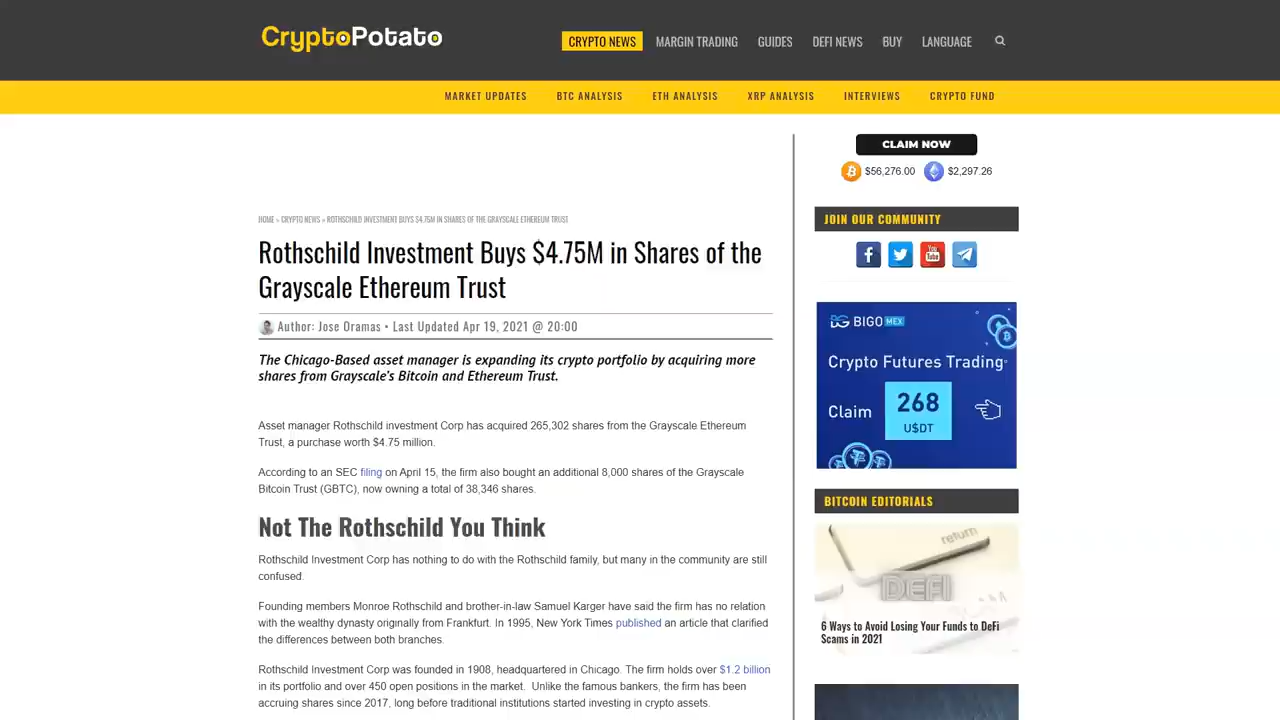 CryptoPotato
CRYPTO NEWS
MARGIN TRADING
GUIDES
DEFI NEWS
BUY
LANGUAGE
MARKET UPDATES
BTC ANALYSIS
ETH ANALYSIS
XRP ANALYSIS
INTERVIEWS
CRYPTO FUND
HOME » CRYPTO NEWS » ROTHSCHILD INVESTMENT BUYS $4.75M IN SHARES OF THE GRAYSCALE ETHEREUM TRUST
Rothschild Investment Buys $4.75M in Shares of the
Grayscale Ethereum Trust
Author: Jose Oramas • Last Updated Apr 19, 2021 @ 20:00
The Chicago-Based asset manager is expanding its crypto portfolio by acquiring more
shares from Grayscale's Bitcoin and Ethereum Trust.
Asset manager Rothschild investment Corp has acquired 265,302 shares from the Grayscale Ethereum
Trust, a purchase worth $4.75 million.
According to an SEC filing on April 15, the firm also bought an additional 8,000 shares of the Grayscale
Bitcoin Trust (GBTC), now owning a total of 38,346 shares.
Not The Rothschild You Think
Rothschild Investment Corp has nothing to do with the Rothschild family, but many in the community are still
confused.
Founding members Monroe Rothschild and brother-in-law Samuel Karger have said the firm has no relation
with the wealthy dynasty originally from Frankfurt. In 1995, New York Times published an article that clarified
the differences between both branches.
Rothschild Investment Corp was founded in 1908, headquartered in Chicago. The firm holds over $1.2 billion
in its portfolio and over 450 open positions in the market. Unlike the famous bankers, the firm has been
accruing shares since 2017, long before traditional institutions started investing in crypto assets.
CLAIM NOW
$56,276.00
$2,297.26
JOIN OUR COMMUNITY
You
Tube
BIGO MEX
Crypto Futures Trading
Claim
268
U$DT
BITCOIN EDITORIALS
return
DEFI
6 Ways to Avoid Losing Your Funds to DeFi
Scams in 2021